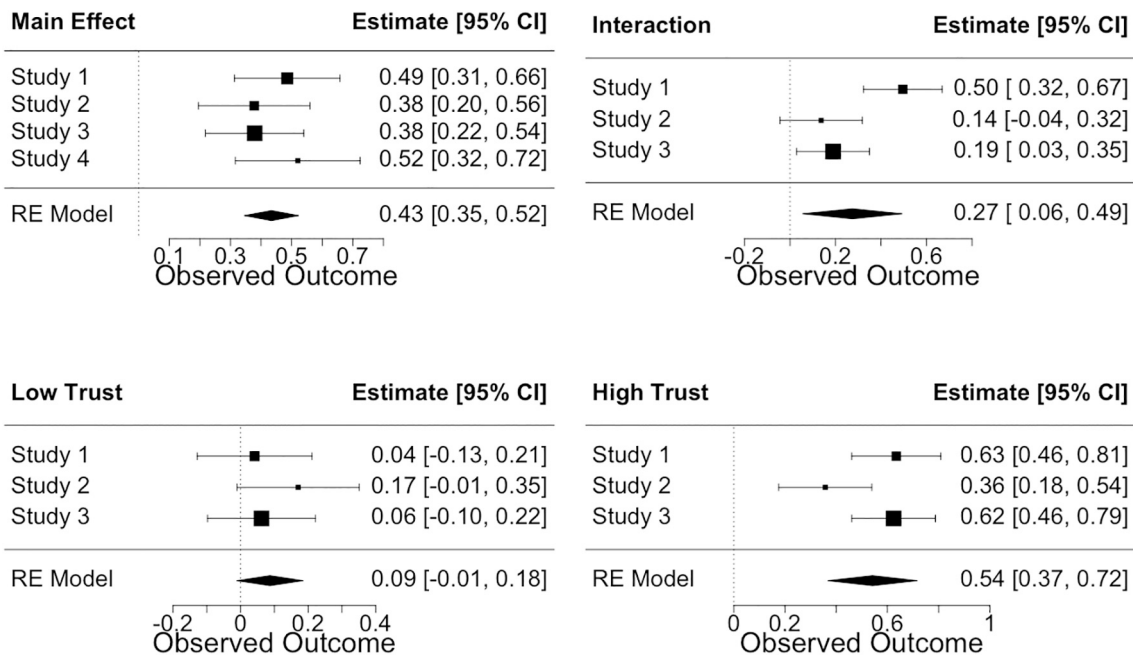 Main Effect Estimate [95% CI]
Study 1 0.49 [0.31, 0.66]
Study 2 0.38 [0.20, 0.56]
Study 3 0.38 [0.22, 0.54]
Study 4 0.52 [0.32, 0.72]
RE Model 0.43 [0.35, 0.52]
0.1 0.3 0.5 0.7
Observed Outcome
Interaction Estimate [95% CI]
Study 1 0.50 [ 0.32, 0.67]
Study 2 0.14 [-0.04, 0.32]
Study 3 0.19 [ 0.03, 0.35]
RE Model 0.27 [ 0.06, 0.49]
-0.2 0.2 0.6
Observed Outcome
Low Trust Estimate [95% CI]
Study 1 0.04 [-0.13, 0.21]
Study 2 0.17 [-0.01, 0.35]
Study 3 0.06 [-0.10, 0.22]
RE Model 0.09 [-0.01, 0.18]
-0.2 0 0.2 0.4
Observed Outcome
High Trust Estimate [95% CI]
Study 1 0.63 [0.46, 0.81]
Study 2 0.36 [0.18, 0.54]
Study 3 0.62 [0.46, 0.79]
RE Model 0.54 [0.37, 0.72]
0 0.2 0.6 1
Observed Outcome